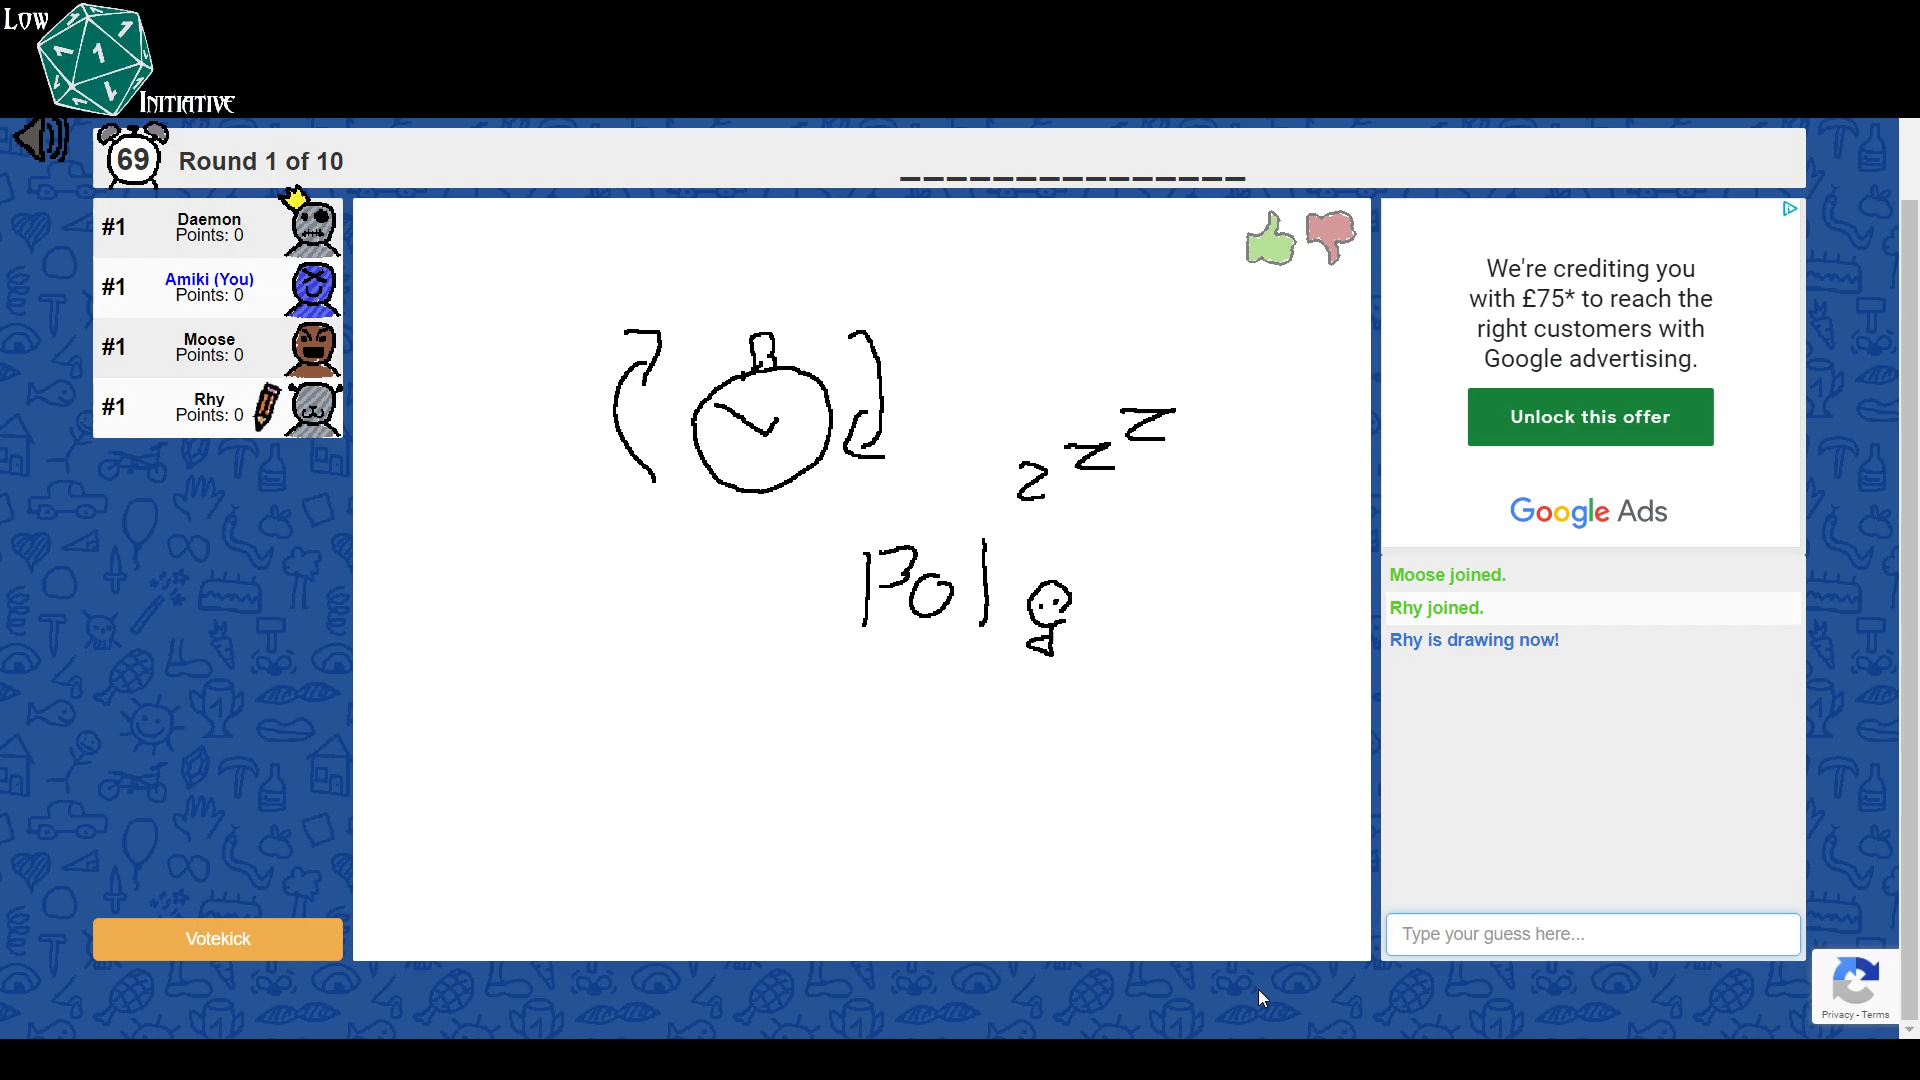 Low
Initiative
69
Round 1 of 10
_______________
#1
Daemon
Points: 0
#1
Amiki (You)
Points: 0
#1
Moose
Points: 0
#1
Rhy
Points: 0
Votekick
z z z
Pol
We're crediting you
with £75* to reach the
right customers with
Google advertising.
Unlock this offer
Google Ads
Moose joined.
Rhy joined.
Rhy is drawing now!
Type your guess here...
Privacy - Terms